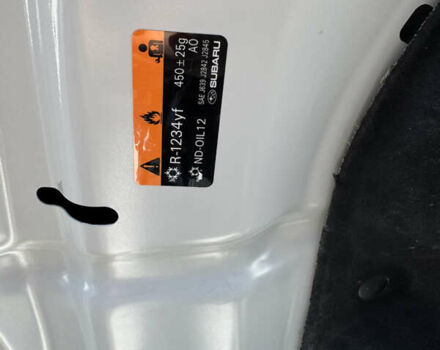 R-1234yf 450±25g
ND-OIL12 AO
SAE J639 J2842 J2845
SUBARU